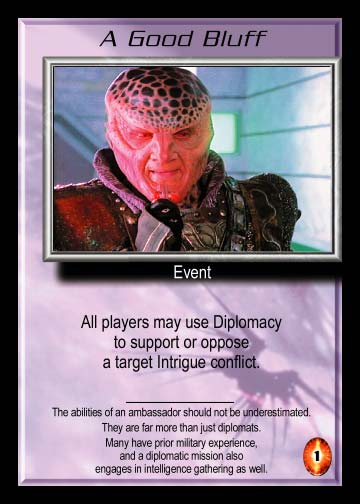 A Good Bluff
Event
All players may use Diplomacy
to support or oppose
a target Intrigue conflict.
The abilities of an ambassador should not be underestimated.
They are far more than just diplomats.
Many have prior military experience,
and a diplomatic mission also
engages in intelligence gathering as well.
1